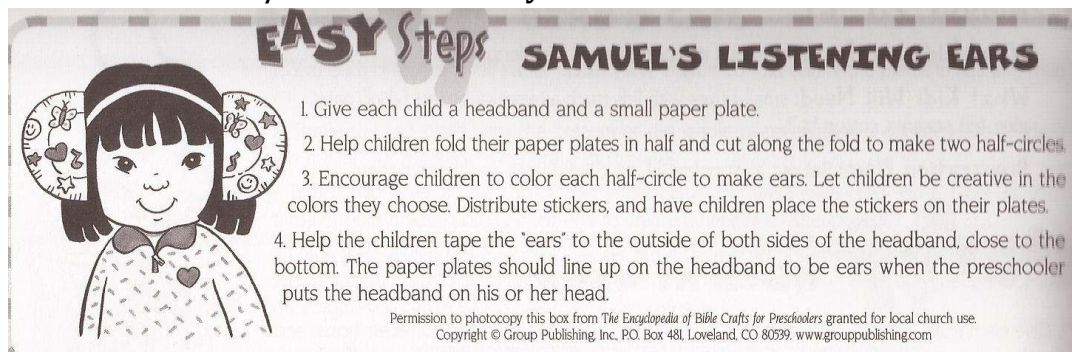 EASY Steps SAMUEL'S LISTENING EARS
1. Give each child a headband and a small paper plate.
2. Help children fold their paper plates in half and cut along the fold to make two half-circles.
3. Encourage children to color each half-circle to make ears. Let children be creative in the
colors they choose. Distribute stickers, and have children place the stickers on their plates.
4. Help the children tape the "ears" to the outside of both sides of the headband, close to the
bottom. The paper plates should line up on the headband to be ears when the preschooler
puts the headband on his or her head.
Permission to photocopy this box from The Encyclopedia of Bible Crafts for Preschoolers granted for local church use.
Copyright © Group Publishing, Inc., P.O. Box 481, Loveland, CO 80539. www.grouppublishing.com